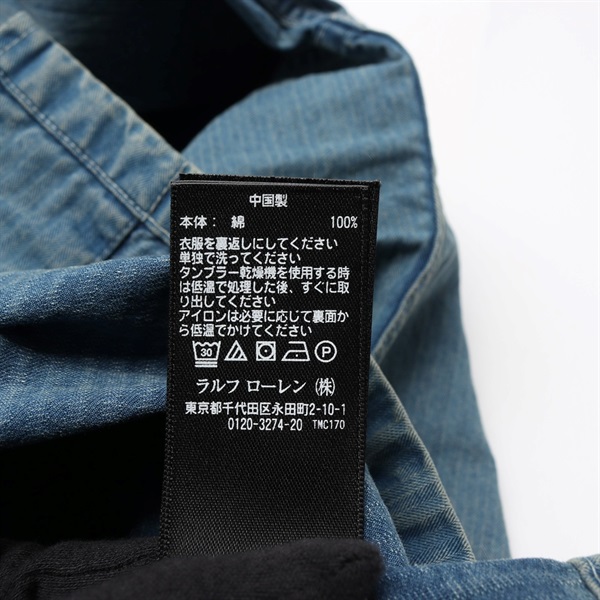 中国製
本体: 綿 100%
衣服を裏返しにしてください
単独で洗ってください
タンブラー乾燥機を使用する時
は低温で処理した後、すぐに取
り出してください
アイロンは必要に応じて裏面か
ら低温でかけてください
30 P
ラルフ ローレン (株)
東京都千代田区永田町2-10-1
0120-3274-20 TMC170